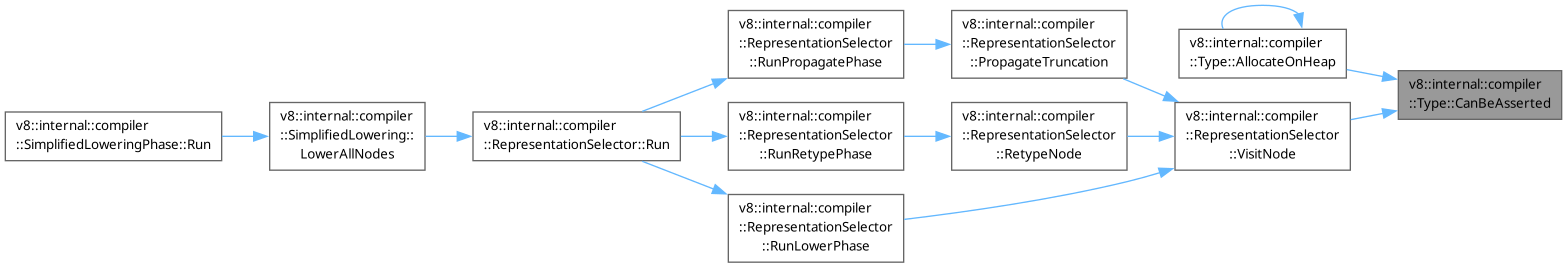 v8::internal::compiler
::SimplifiedLoweringPhase::Run
v8::internal::compiler
::SimplifiedLowering::
LowerAllNodes
v8::internal::compiler
::RepresentationSelector::Run
v8::internal::compiler
::RepresentationSelector
::RunPropagatePhase
v8::internal::compiler
::RepresentationSelector
::RunRetypePhase
v8::internal::compiler
::RepresentationSelector
::RunLowerPhase
v8::internal::compiler
::RepresentationSelector
::PropagateTruncation
v8::internal::compiler
::RepresentationSelector
::RetypeNode
v8::internal::compiler
::Type::AllocateOnHeap
v8::internal::compiler
::RepresentationSelector
::VisitNode
v8::internal::compiler
::Type::CanBeAsserted